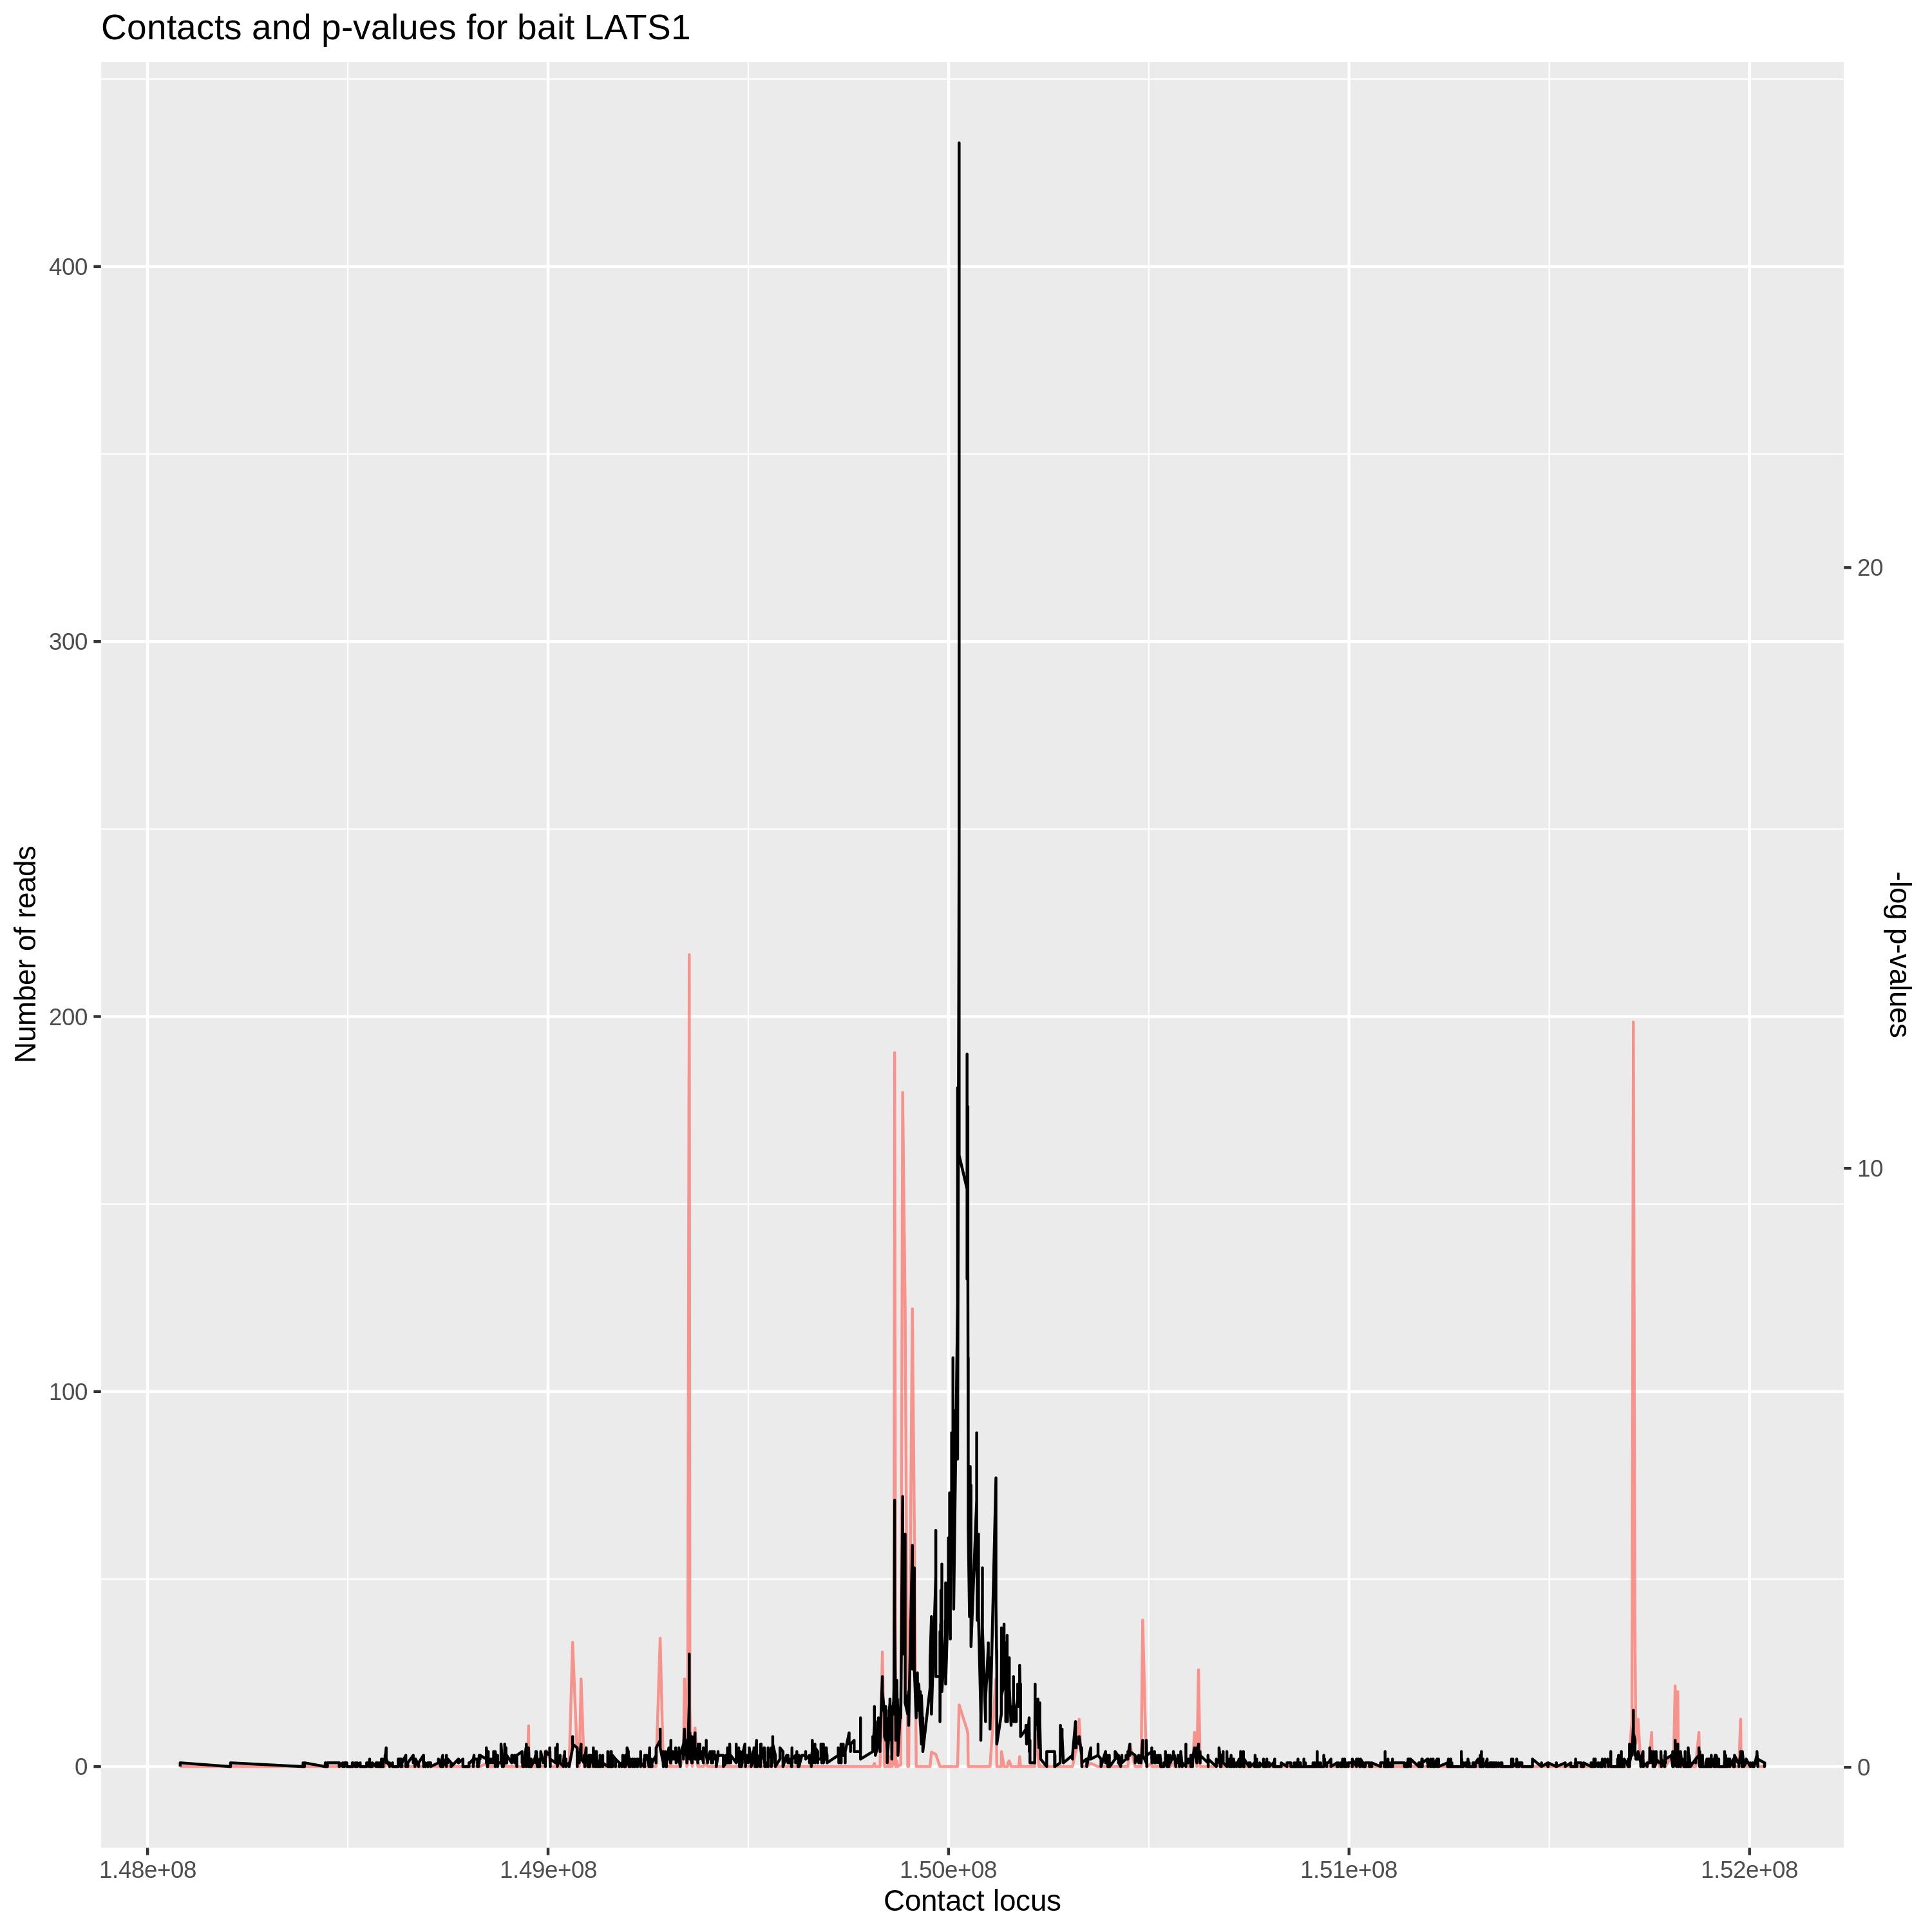 Contacts and p-values for bait LATS1
Number of reads
400
300
200
100
0
20
10
0
-log p-values
1.48e+08 1.49e+08 1.50e+08 1.51e+08 1.52e+08
Contact locus